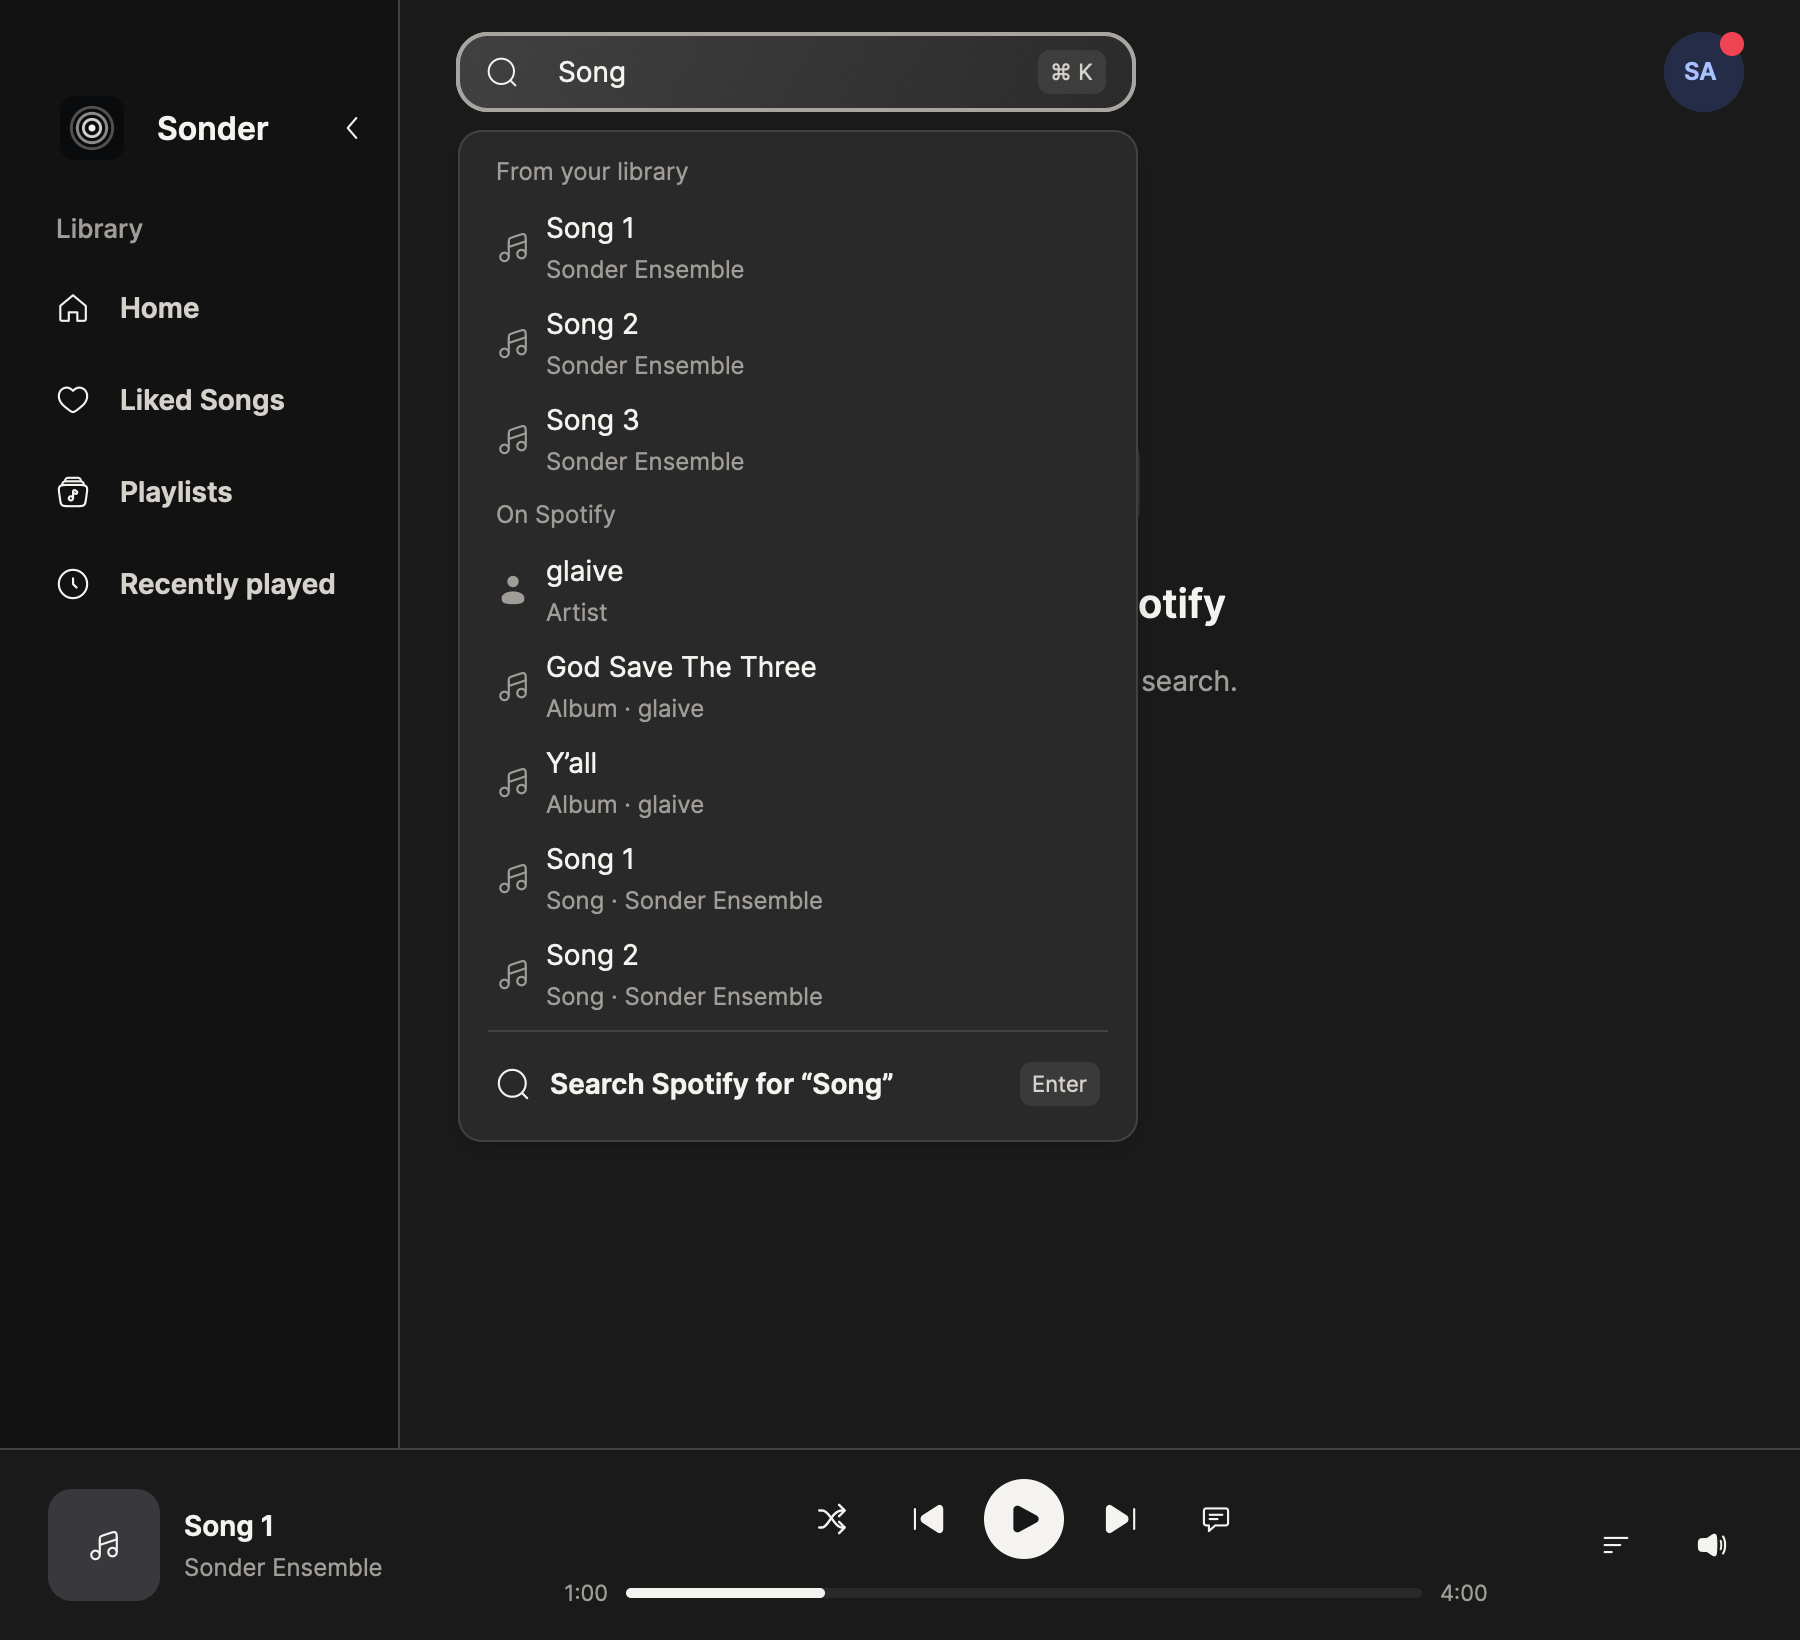 Song
⌘ K
SA
Sonder
Library
Home
Liked Songs
Playlists
Recently played
From your library
Song 1
Sonder Ensemble
Song 2
Sonder Ensemble
Song 3
Sonder Ensemble
On Spotify
glaive
Artist
God Save The Three
Album · glaive
Y’all
Album · glaive
Song 1
Song · Sonder Ensemble
Song 2
Song · Sonder Ensemble
Search Spotify for “Song”
Enter
otify
search.
Song 1
Sonder Ensemble
1:00
4:00